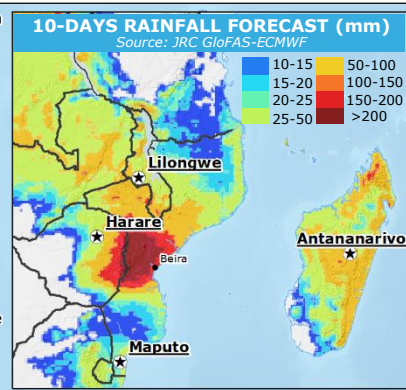 10-DAYS RAINFALL FORECAST (mm)
Source: JRC GloFAS-ECMWF
10-15 50-100
15-20 100-150
20-25 150-200
25-50 >200
Lilongwe
Harare
Antananarivo
Beira
Maputo